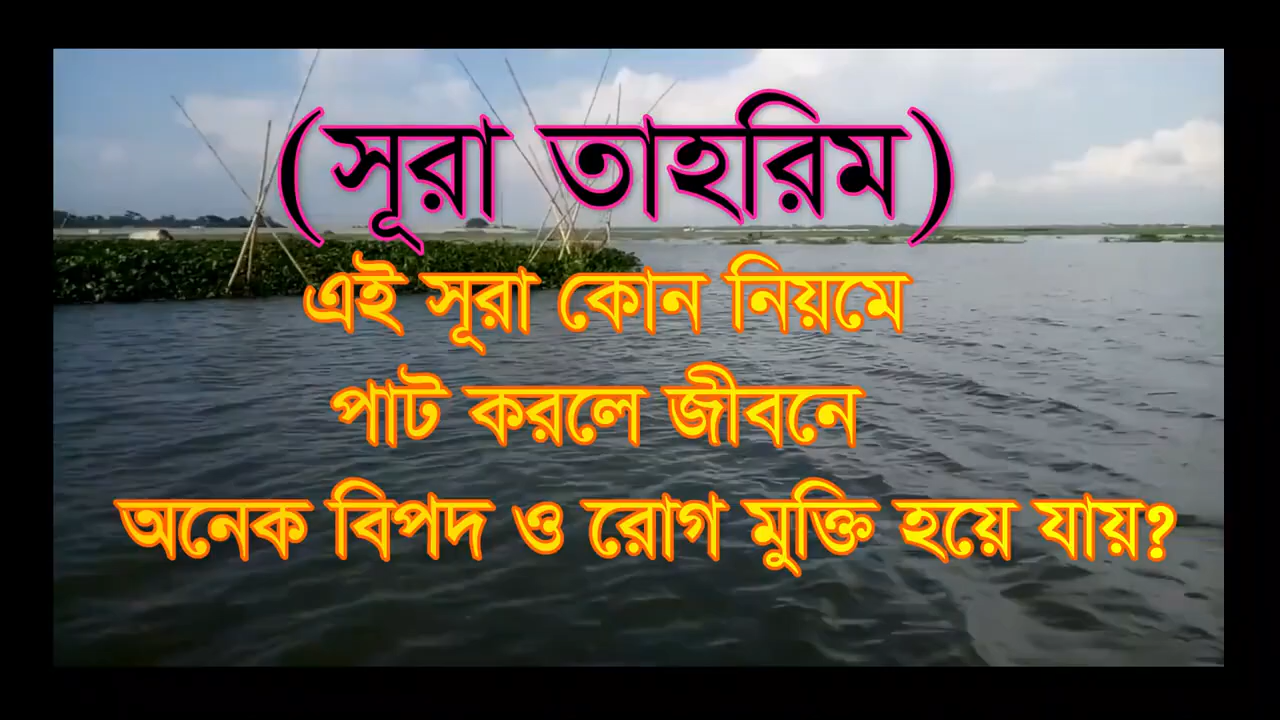 (সূরা তাহরিম)
এই সূরা কোন নিয়মে
পাট করলে জীবনে
অনেক বিপদ ও রোগ মুক্তি হয়ে যায়?